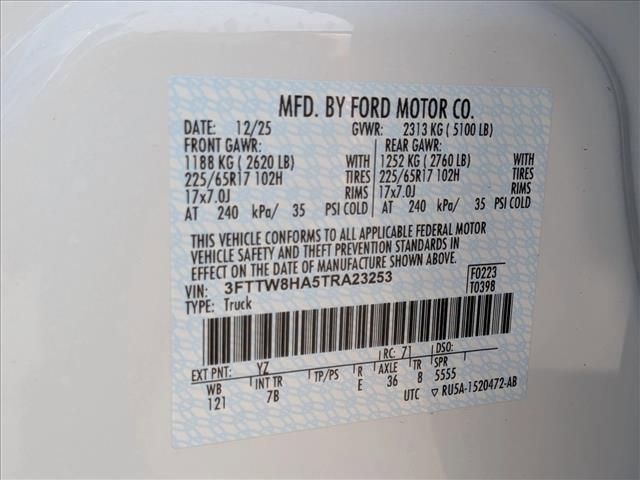 MFD. BY FORD MOTOR CO.
DATE: 12/25 GVWR: 2313 KG ( 5100 LB)
FRONT GAWR: REAR GAWR:
1188 KG ( 2620 LB) WITH 1252 KG ( 2760 LB) WITH
225/65R17 102H TIRES 225/65R17 102H TIRES
17x7.0J RIMS 17x7.0J RIMS
AT 240 kPa/ 35 PSI COLD AT 240 kPa/ 35 PSI COLD
THIS VEHICLE CONFORMS TO ALL APPLICABLE FEDERAL MOTOR
VEHICLE SAFETY AND THEFT PREVENTION STANDARDS IN
EFFECT ON THE DATE OF MANUFACTURE SHOWN ABOVE.
VIN: 3FTTW8HA5TRA23253 F0223
TYPE: Truck T0398
EXT PNT: YZ RC: 71 DSO:
WB INT TR TP/PS R AXLE TR SPR
121 7B E 36 8 5555
UTC ▽ RU5A-1520472-AB